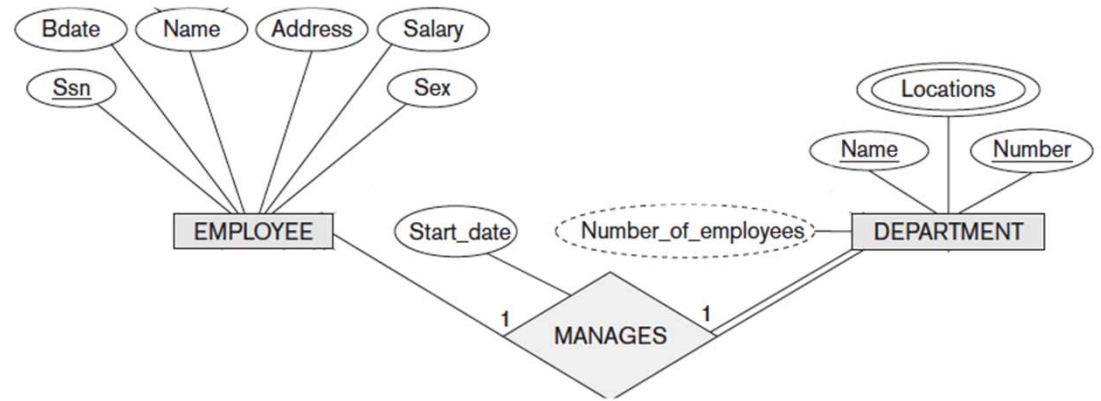 Bdate
Name
Address
Salary
Ssn
Sex
Locations
Name
Number
EMPLOYEE
Start_date
Number_of_employees
DEPARTMENT
1
1
MANAGES